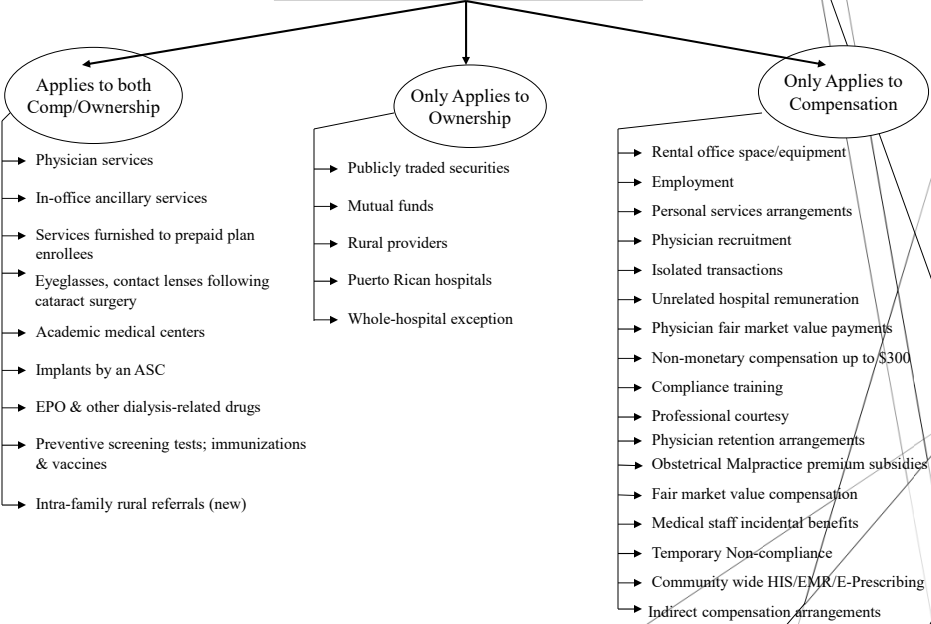 Applies to both
Comp/Ownership
Physician services
In-office ancillary services
Services furnished to prepaid plan
enrollees
Eyeglasses, contact lenses following
cataract surgery
Academic medical centers
Implants by an ASC
EPO & other dialysis-related drugs
Preventive screening tests; immunizations
& vaccines
Intra-family rural referrals (new)
Only Applies to
Ownership
Publicly traded securities
Mutual funds
Rural providers
Puerto Rican hospitals
Whole-hospital exception
Only Applies to
Compensation
Rental office space/equipment
Employment
Personal services arrangements
Physician recruitment
Isolated transactions
Unrelated hospital remuneration
Physician fair market value payments
Non-monetary compensation up to $300
Compliance training
Professional courtesy
Physician retention arrangements
Obstetrical Malpractice premium subsidies
Fair market value compensation
Medical staff incidental benefits
Temporary Non-compliance
Community wide HIS/EMR/E-Prescribing
Indirect compensation arrangements